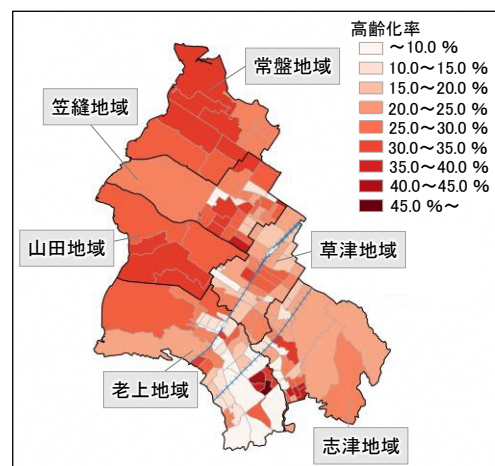 高齢化率
～10.0 %
10.0～15.0 %
15.0～20.0 %
20.0～25.0 %
25.0～30.0 %
30.0～35.0 %
35.0～40.0 %
40.0～45.0 %
45.0 %～
常盤地域
笠縫地域
山田地域
草津地域
老上地域
志津地域